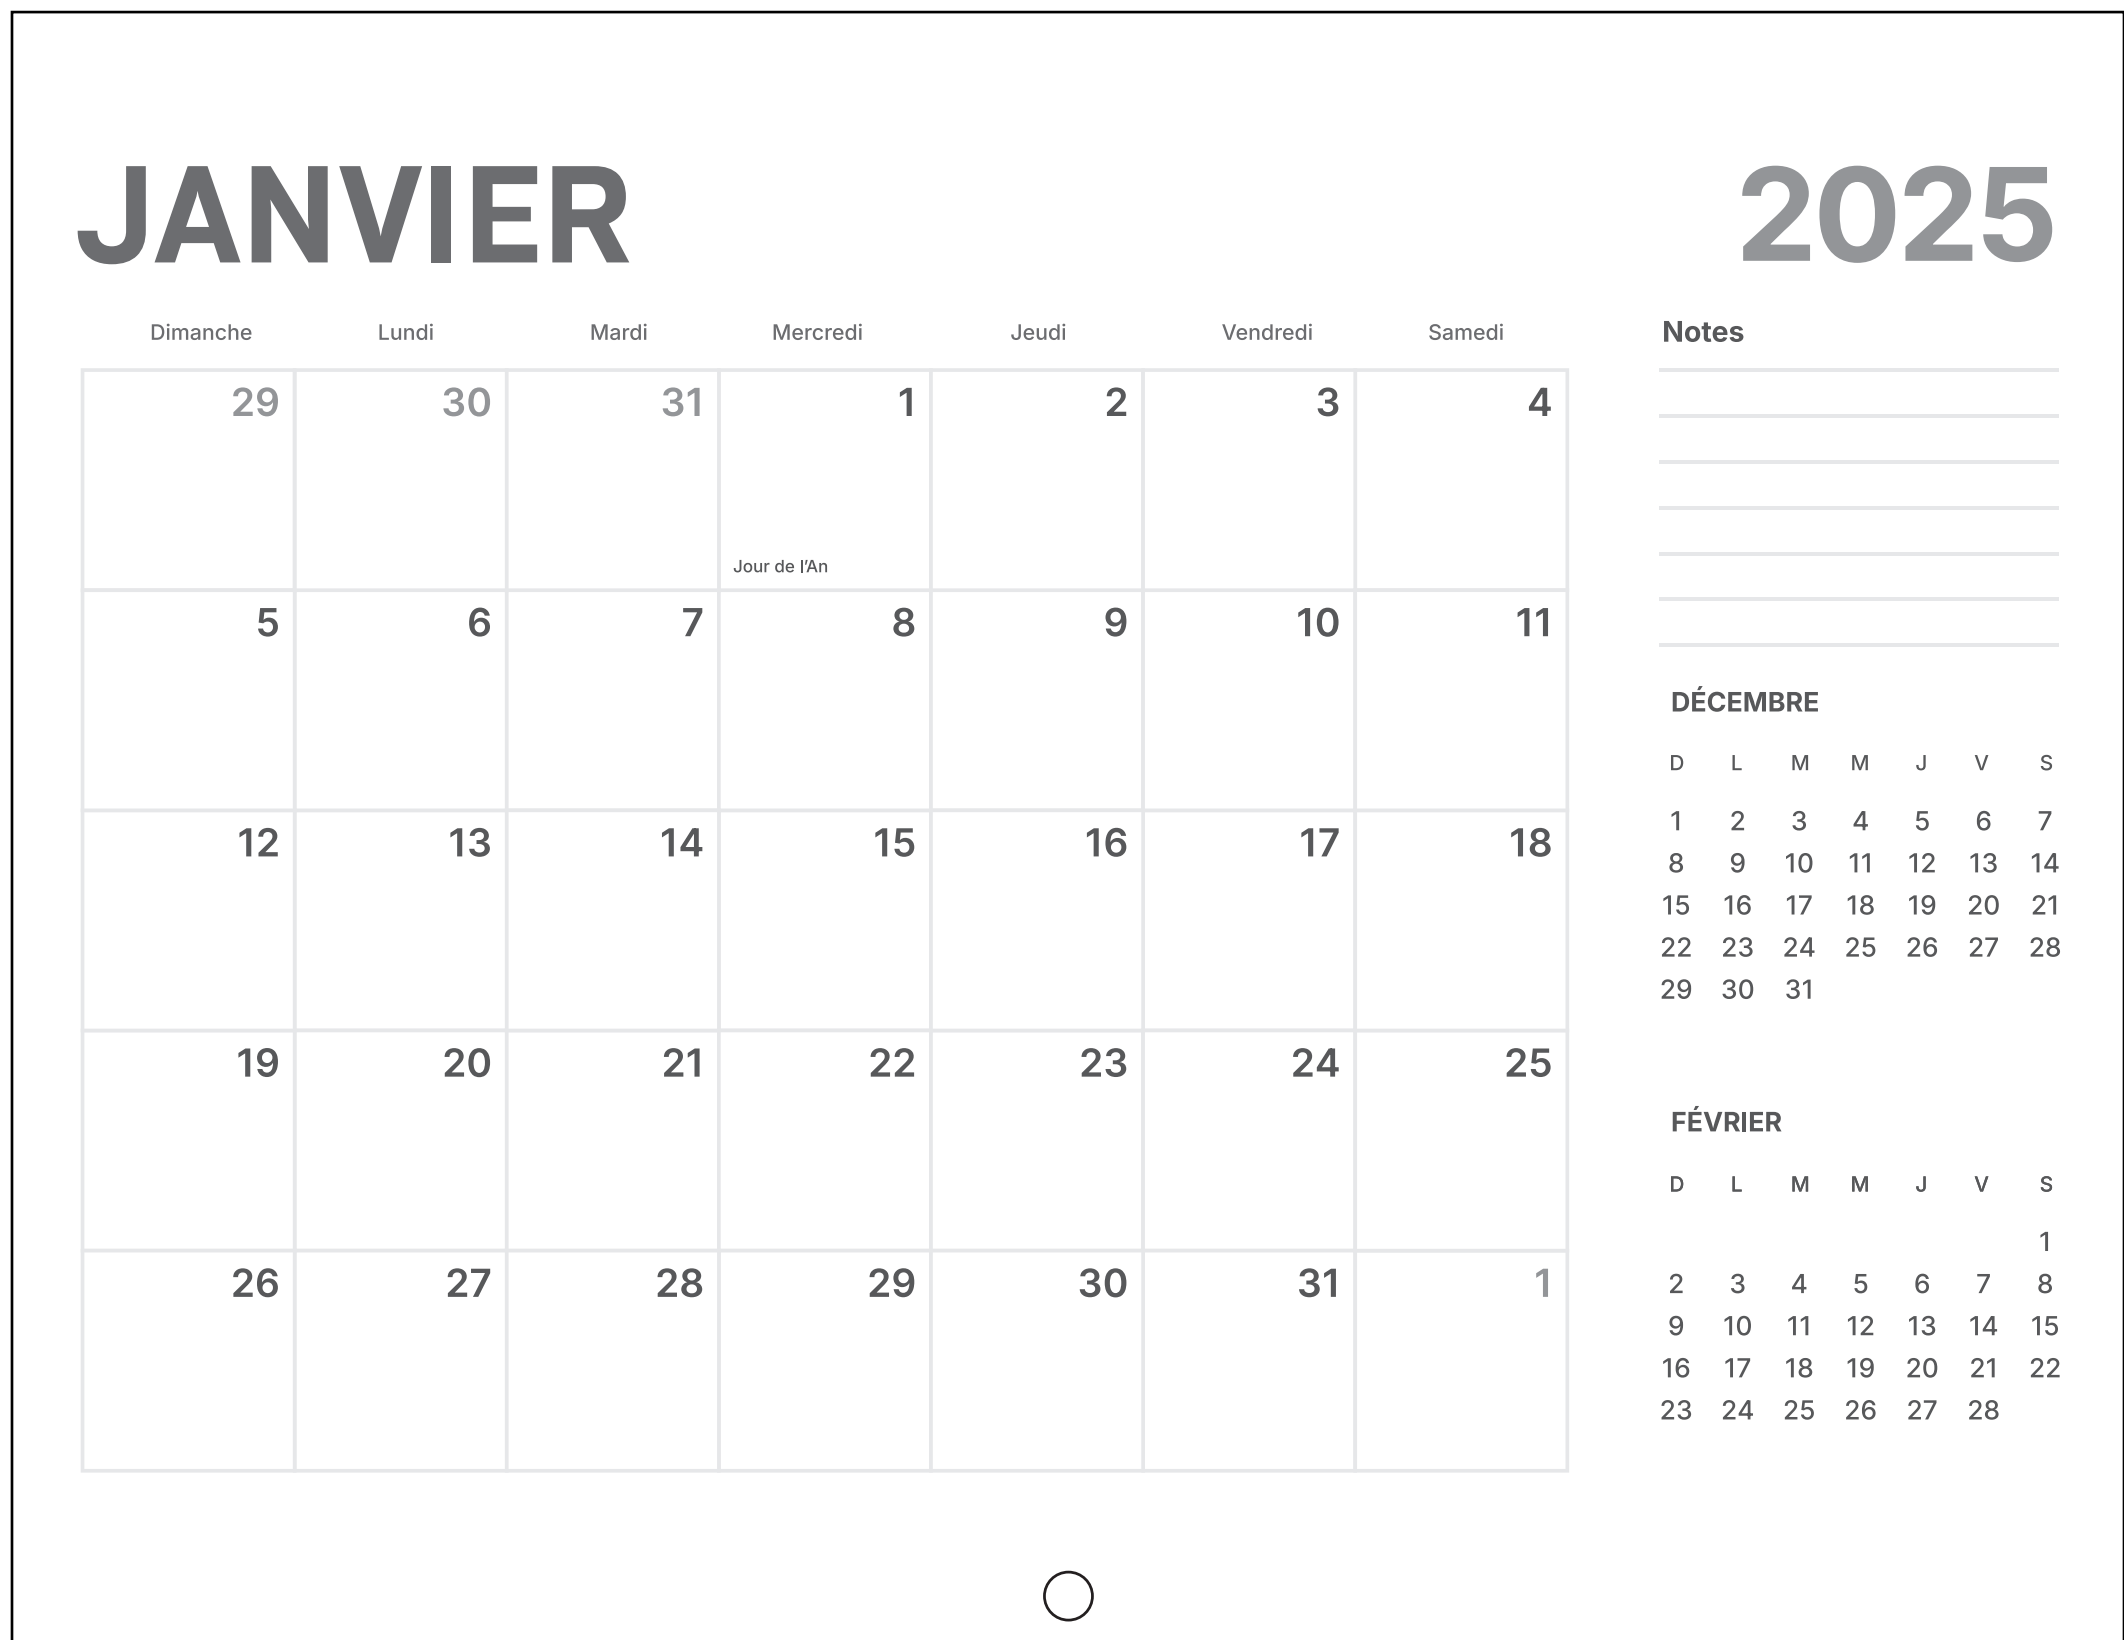 JANVIER 2025
Dimanche Lundi Mardi Mercredi Jeudi Vendredi Samedi
29 30 31 1 2 3 4
Jour de l'An
5 6 7 8 9 10 11
12 13 14 15 16 17 18
19 20 21 22 23 24 25
26 27 28 29 30 31 1
Notes
DÉCEMBRE
D L M M J V S
1 2 3 4 5 6 7
8 9 10 11 12 13 14
15 16 17 18 19 20 21
22 23 24 25 26 27 28
29 30 31
FÉVRIER
D L M M J V S
1
2 3 4 5 6 7 8
9 10 11 12 13 14 15
16 17 18 19 20 21 22
23 24 25 26 27 28